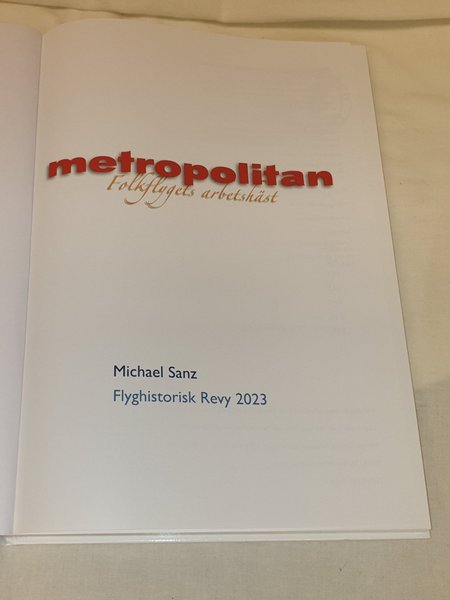 metropolitan
Folkflygets arbetshäst
Michael Sanz
Flyghistorisk Revy 2023